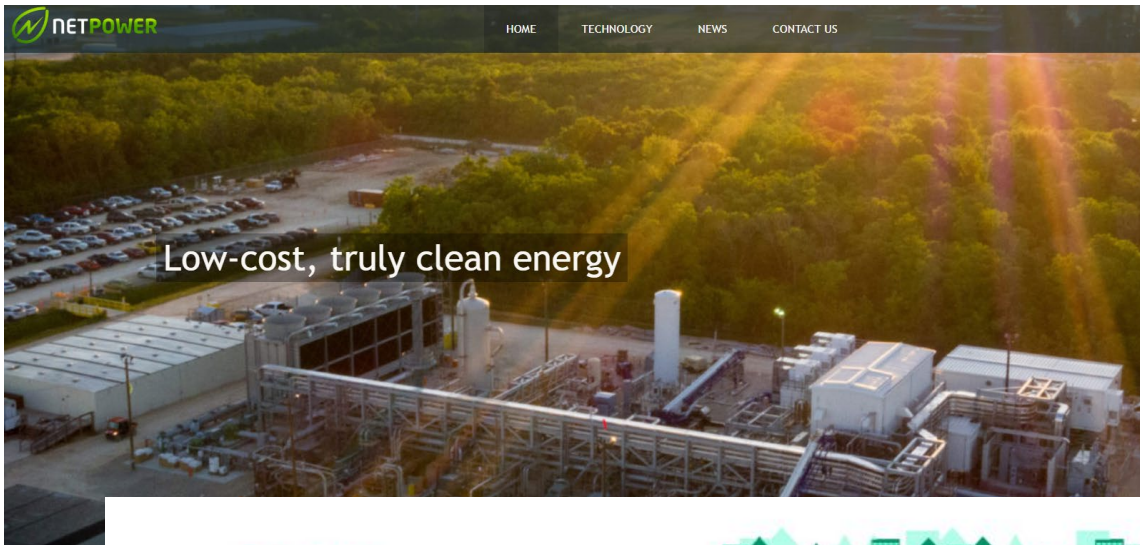 NETPOWER
HOME TECHNOLOGY NEWS CONTACT US
Low-cost, truly clean energy